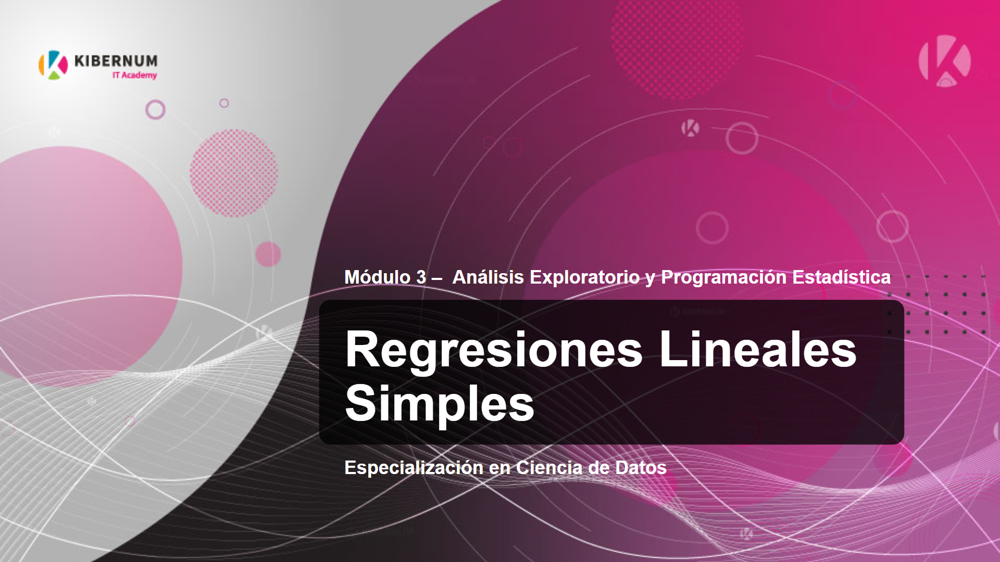 KIBERNUM
IT Academy
Módulo 3 – Análisis Exploratorio y Programación Estadística
Regresiones Lineales
Simples
Especialización en Ciencia de Datos